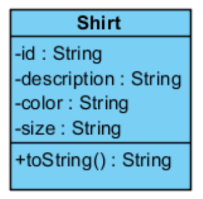 Shirt
-id : String
-description : String
-color : String
-size : String
+toString() : String